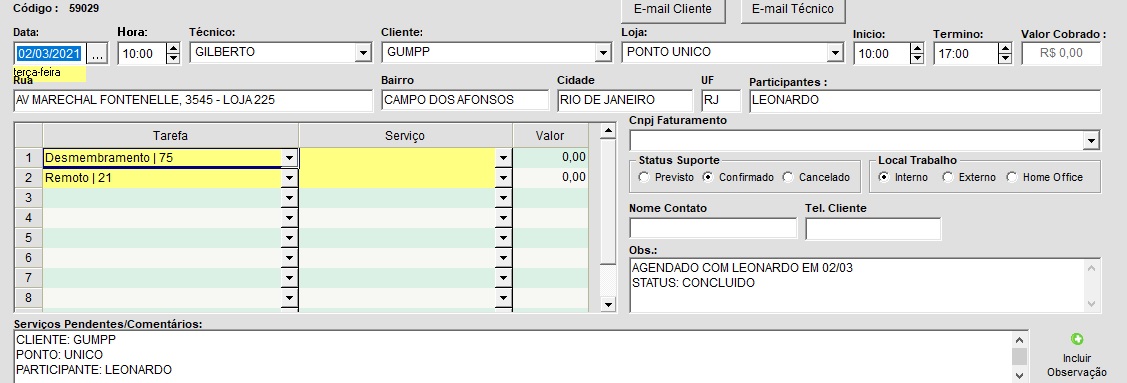 Código : 59029
E-mail Cliente
E-mail Técnico
Data:
Hora:
Técnico:
Cliente:
Loja:
Inicio:
Termino:
Valor Cobrado :
02/03/2021
...
10:00
GILBERTO
GUMPP
PONTO UNICO
10:00
17:00
R$ 0,00
terça-feira
Rua
Bairro
Cidade
UF
Participantes :
AV MARECHAL FONTENELLE, 3545 - LOJA 225
CAMPO DOS AFONSOS
RIO DE JANEIRO
RJ
LEONARDO
Tarefa
Serviço
Valor
1
Desmembramento | 75
0,00
2
Remoto | 21
0,00
3
4
5
6
7
8
Cnpj Faturamento
Status Suporte
Previsto
Confirmado
Cancelado
Local Trabalho
Interno
Externo
Home Office
Nome Contato
Tel. Cliente
Obs.:
AGENDADO COM LEONARDO EM 02/03
STATUS: CONCLUIDO
Serviços Pendentes/Comentários:
CLIENTE: GUMPP
PONTO: UNICO
PARTICIPANTE: LEONARDO
Incluir
Observação